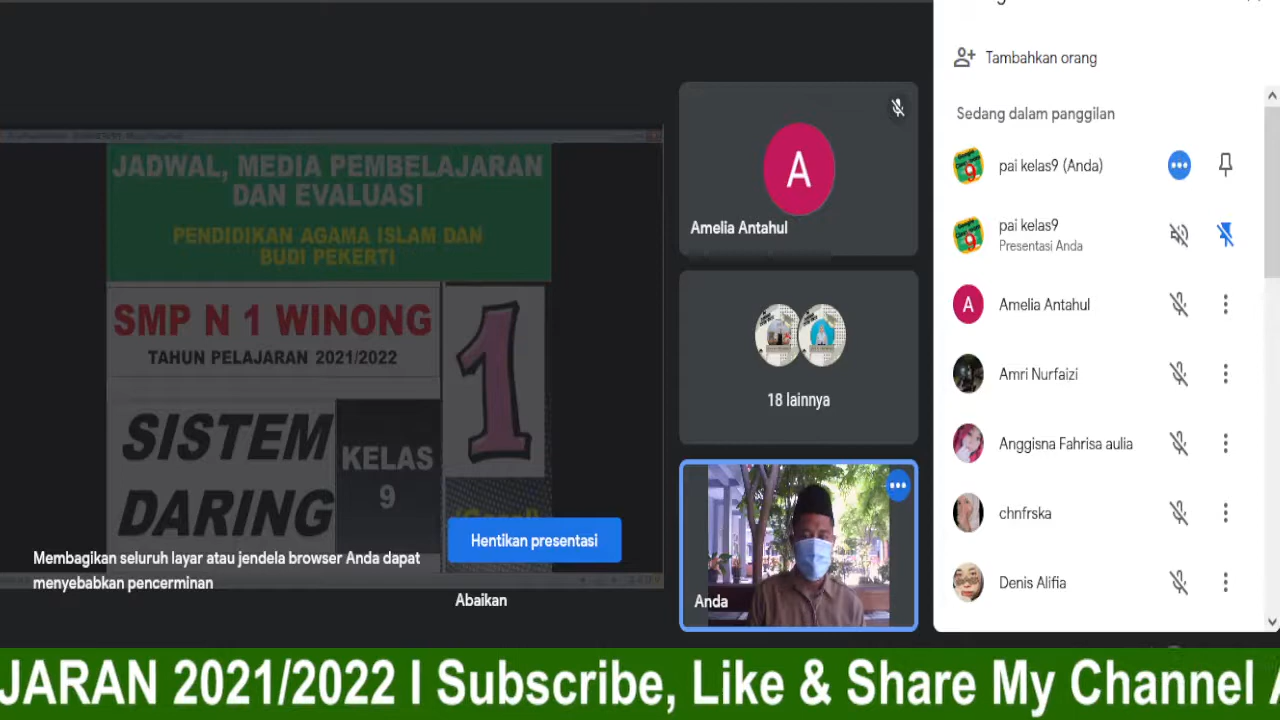 JADWAL, MEDIA PEMBELAJARAN
DAN EVALUASI
PENDIDIKAN AGAMA ISLAM DAN
BUDI PEKERTI
SMP N 1 WINONG
TAHUN PELAJARAN 2021/2022
1
SISTEM
DARING
KELAS
9
Membagikan seluruh layar atau jendela browser Anda dapat
menyebabkan pencerminan
Hentikan presentasi
Abaikan
A
Amelia Antahul
18 lainnya
Anda
Tambahkan orang
Sedang dalam panggilan
pai kelas9 (Anda)
pai kelas9
Presentasi Anda
A
Amelia Antahul
Amri Nurfaizi
Anggisna Fahrisa aulia
chnfrska
Denis Alifia
JARAN 2021/2022 I Subscribe, Like & Share My Channel